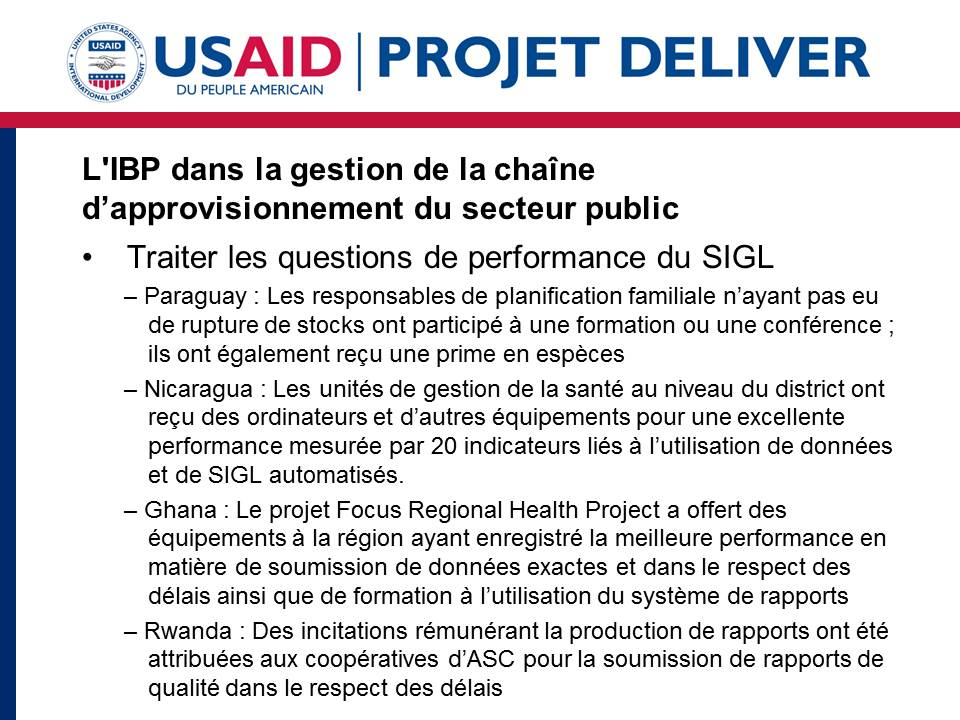 UNITED STATES AGENCY
USAID
INTERNATIONAL DEVELOPMENT
USAID
DU PEUPLE AMERICAIN
PROJET DELIVER
L'IBP dans la gestion de la chaîne
d’approvisionnement du secteur public
• Traiter les questions de performance du SIGL
– Paraguay : Les responsables de planification familiale n’ayant pas eu
de rupture de stocks ont participé à une formation ou une conférence ;
ils ont également reçu une prime en espèces
– Nicaragua : Les unités de gestion de la santé au niveau du district ont
reçu des ordinateurs et d’autres équipements pour une excellente
performance mesurée par 20 indicateurs liés à l’utilisation de données
et de SIGL automatisés.
– Ghana : Le projet Focus Regional Health Project a offert des
équipements à la région ayant enregistré la meilleure performance en
matière de soumission de données exactes et dans le respect des
délais ainsi que de formation à l’utilisation du système de rapports
– Rwanda : Des incitations rémunérant la production de rapports ont été
attribuées aux coopératives d’ASC pour la soumission de rapports de
qualité dans le respect des délais